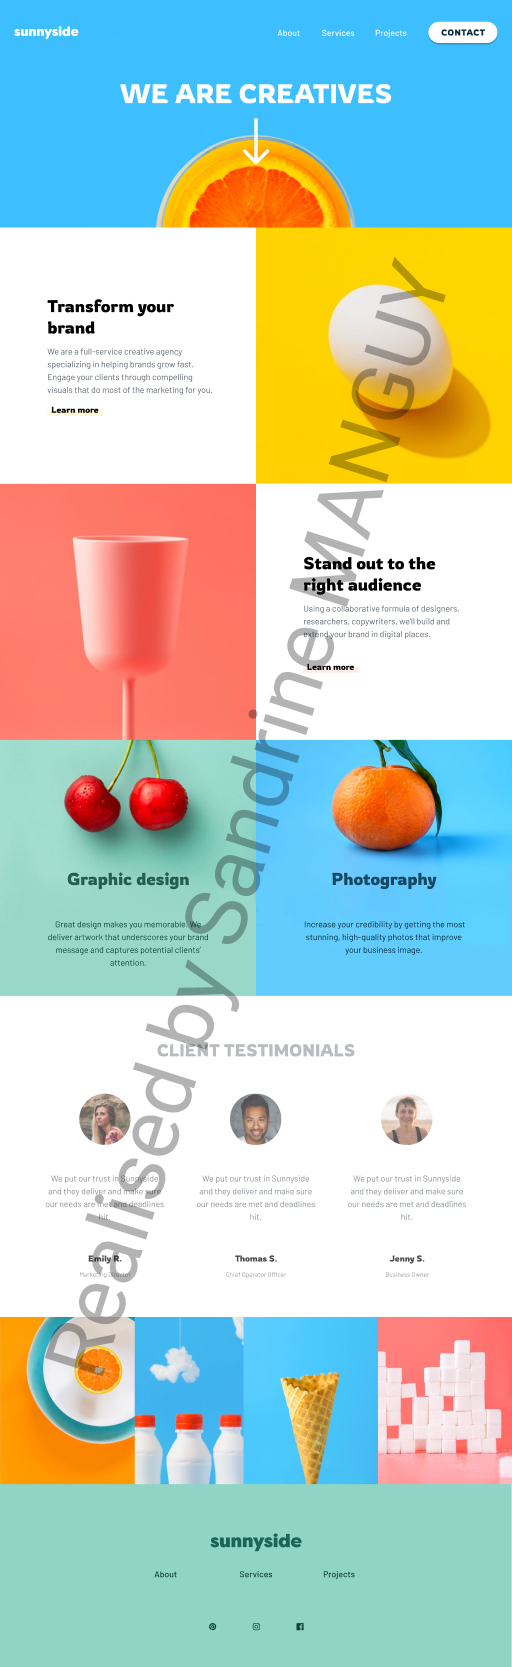 sunnyside
About Services Projects CONTACT
WE ARE CREATIVES
Transform your
brand
We are a full-service creative agency
specializing in helping brands grow fast.
Engage your clients through compelling
visuals that do most of the marketing for you.
Learn more
Stand out to the
right audience
Using a collaborative formula of designers,
researchers, copywriters, we'll build and
extend your brand in digital places.
Learn more
Graphic design
Great design makes you memorable. We
deliver artwork that underscores your brand
message and captures potential clients'
attention.
Photography
Increase your credibility by getting the most
stunning, high-quality photos that improve
your business image.
CLIENT TESTIMONIALS
We put our trust in Sunnyside
and they deliver and make sure
our needs are met and deadlines
hit.
Emily R.
Marketing Director
We put our trust in Sunnyside
and they deliver and make sure
our needs are met and deadlines
hit.
Thomas S.
Chief Operator Officer
We put our trust in Sunnyside
and they deliver and make sure
our needs are met and deadlines
hit.
Jenny S.
Business Owner
sunnyside
About Services Projects
Realised by Sandrine MANGUY